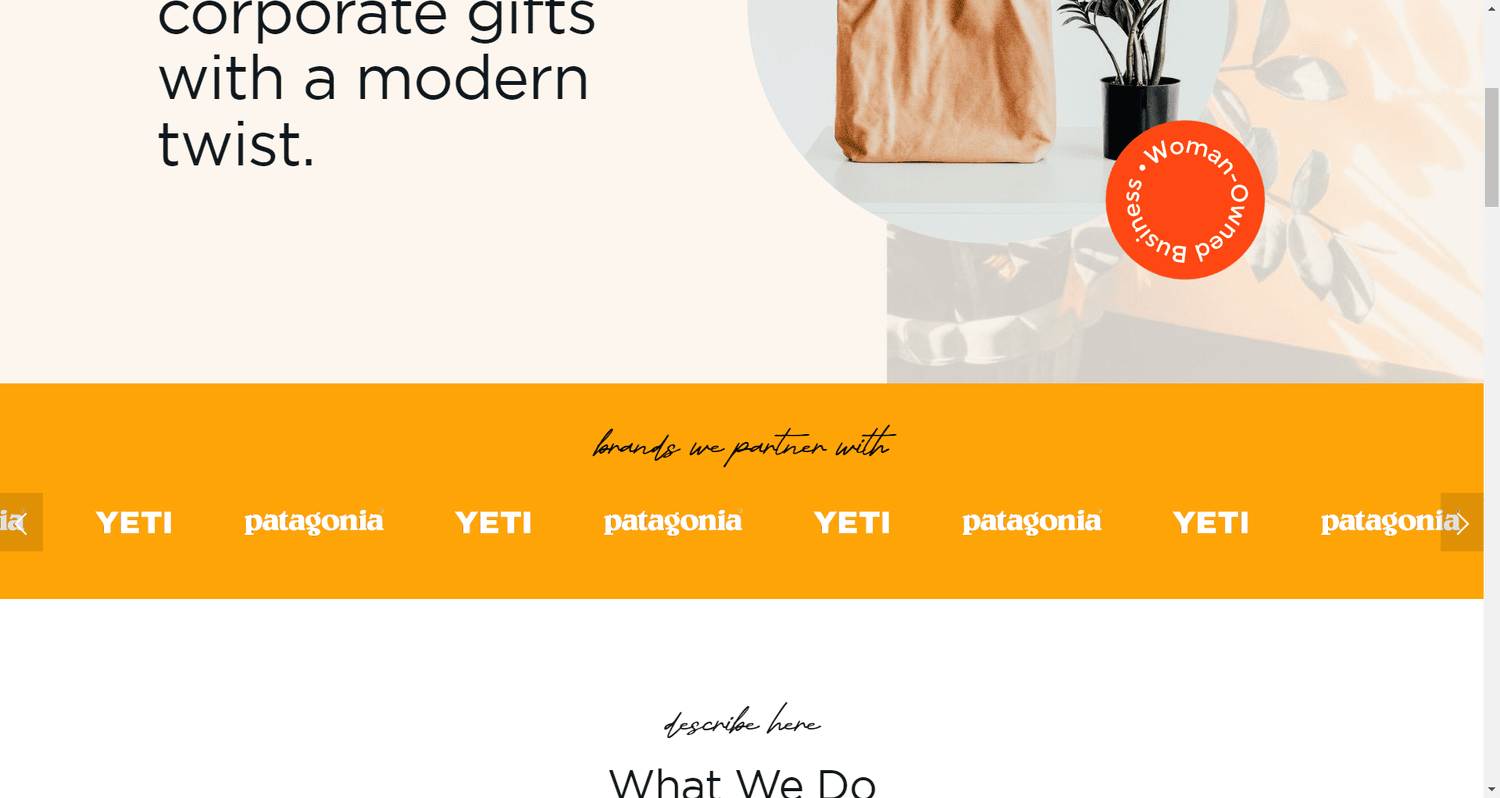 corporate gifts
with a modern
twist.
Woman-Owned Business •
brands we partner with
ia YETI patagonia YETI patagonia YETI patagonia YETI patagonia
describe here
What We Do